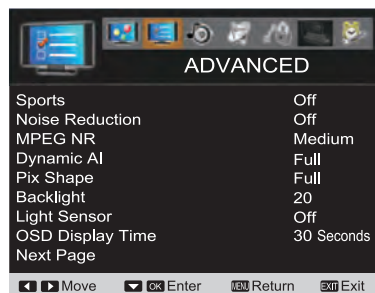 ADVANCED
Sports Off
Noise Reduction Off
MPEG NR Medium
Dynamic AI Full
Pix Shape Full
Backlight 20
Light Sensor Off
OSD Display Time 30 Seconds
Next Page
Move OK Enter MENU Return EXIT Exit